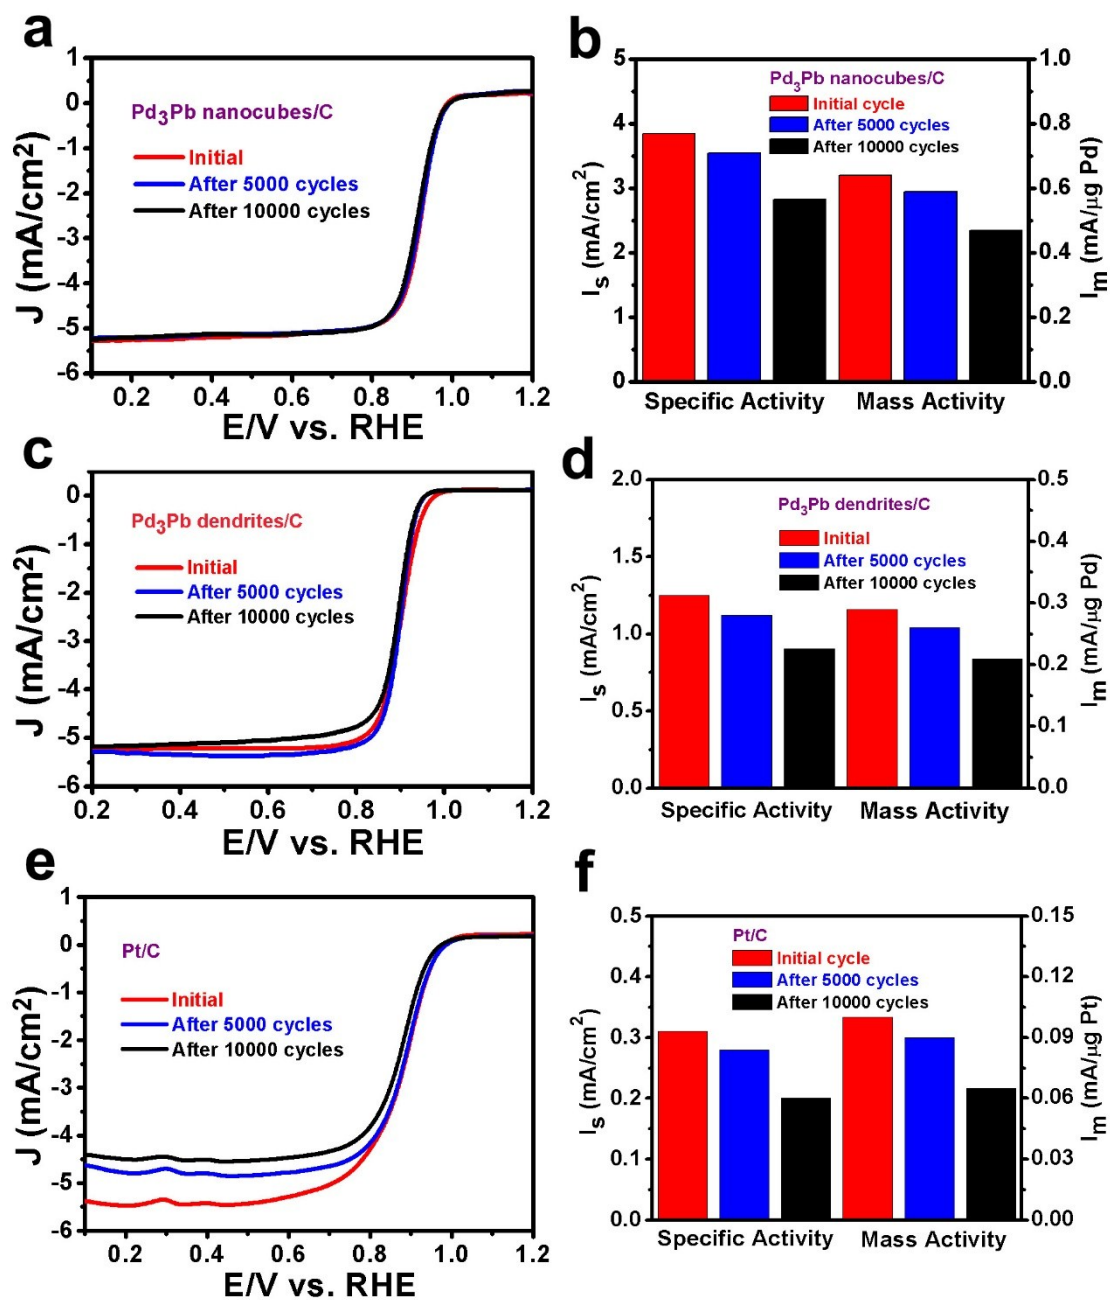 a
1
0
-1
-2
-3
-4
-5
-6
J (mA/cm²)
Pd₃Pb nanocubes/C
Initial
After 5000 cycles
After 10000 cycles
0.2 0.4 0.6 0.8 1.0 1.2
E/V vs. RHE
b
5
4
3
2
1
0
Iₛ (mA/cm²)
Pd₃Pb nanocubes/C
Initial cycle
After 5000 cycles
After 10000 cycles
1.0
0.8
0.6
0.4
0.2
0.0
Iₘ (mA/μg Pd)
Specific Activity Mass Activity
c
0
-1
-2
-3
-4
-5
-6
J (mA/cm²)
Pd₃Pb dendrites/C
Initial
After 5000 cycles
After 10000 cycles
0.2 0.4 0.6 0.8 1.0 1.2
E/V vs. RHE
d
2.0
1.5
1.0
0.5
0.0
Iₛ (mA/cm²)
Pd₃Pb dendrites/C
Initial
After 5000 cycles
After 10000 cycles
0.5
0.4
0.3
0.2
0.1
0.0
Iₘ (mA/μg Pd)
Specific Activity Mass Activity
e
1
0
-1
-2
-3
-4
-5
-6
J (mA/cm²)
Pt/C
Initial
After 5000 cycles
After 10000 cycles
0.2 0.4 0.6 0.8 1.0 1.2
E/V vs. RHE
f
0.5
0.4
0.3
0.2
0.1
0.0
Iₛ (mA/cm²)
Pt/C
Initial cycle
After 5000 cycles
After 10000 cycles
0.15
0.12
0.09
0.06
0.03
0.00
Iₘ (mA/μg Pt)
Specific Activity Mass Activity